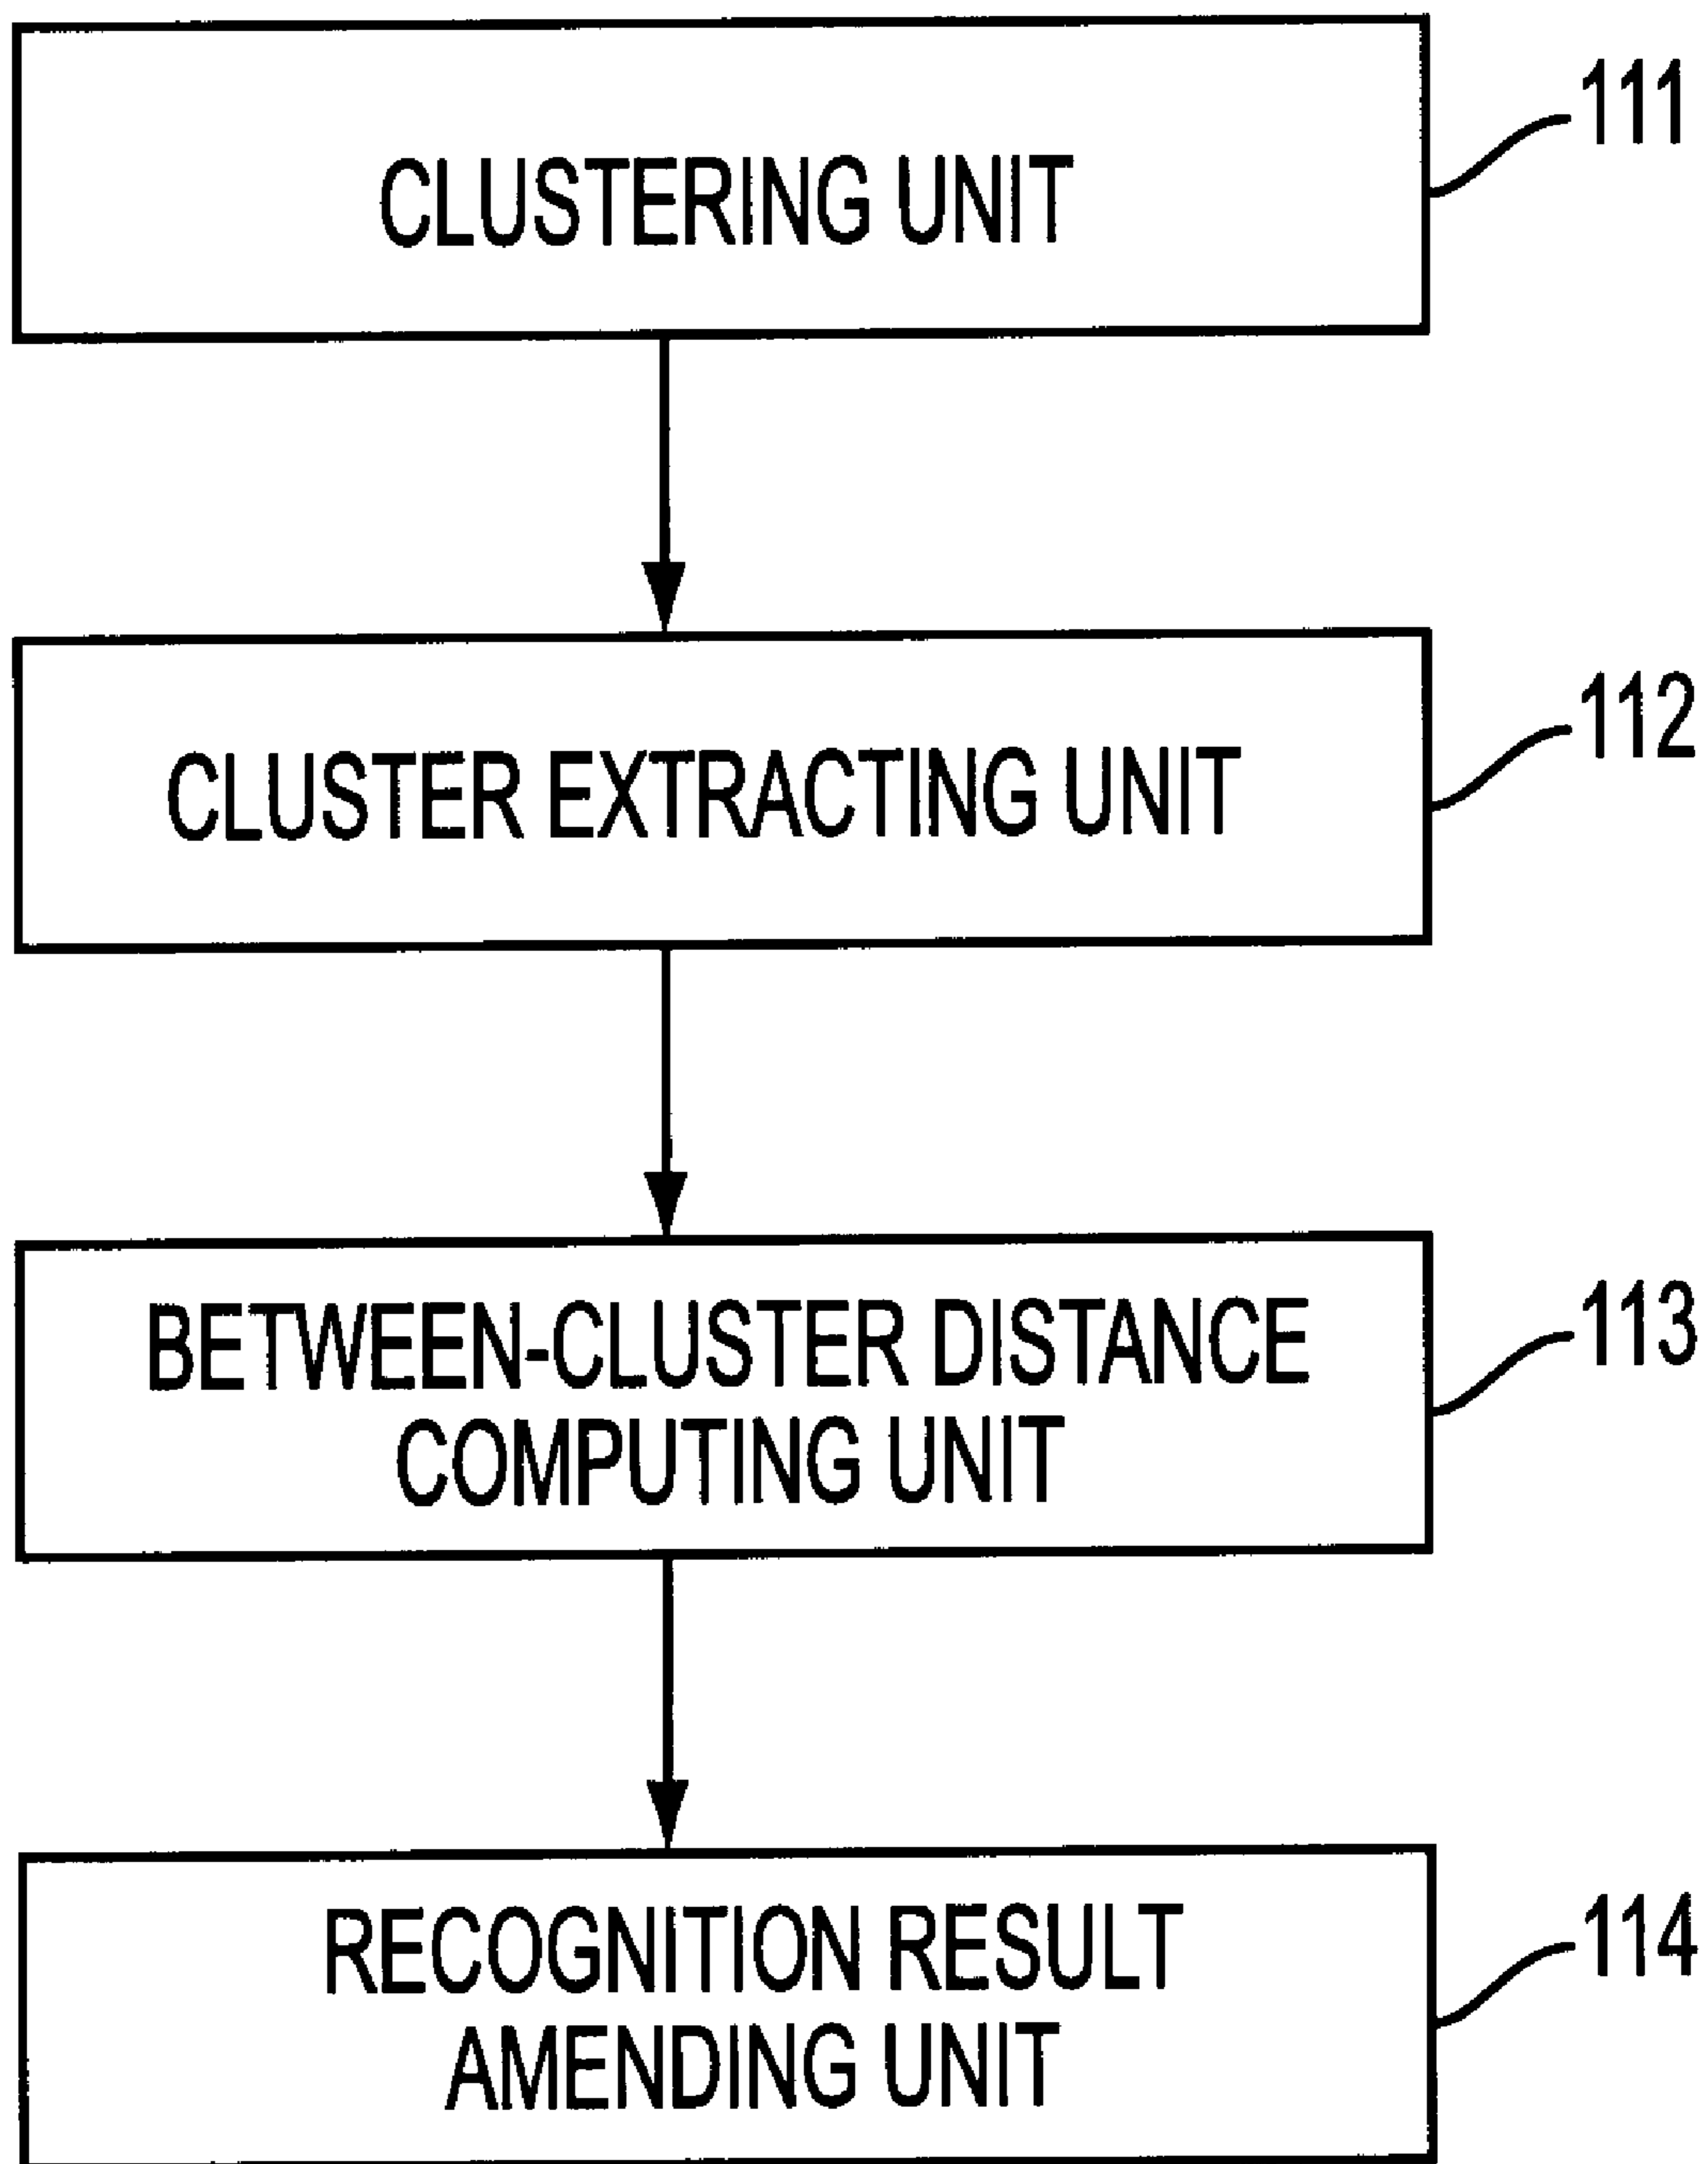 111
CLUSTERING UNIT
112
CLUSTER EXTRACTING UNIT
113
BETWEEN-CLUSTER DISTANCE
COMPUTING UNIT
114
RECOGNITION RESULT
AMENDING UNIT